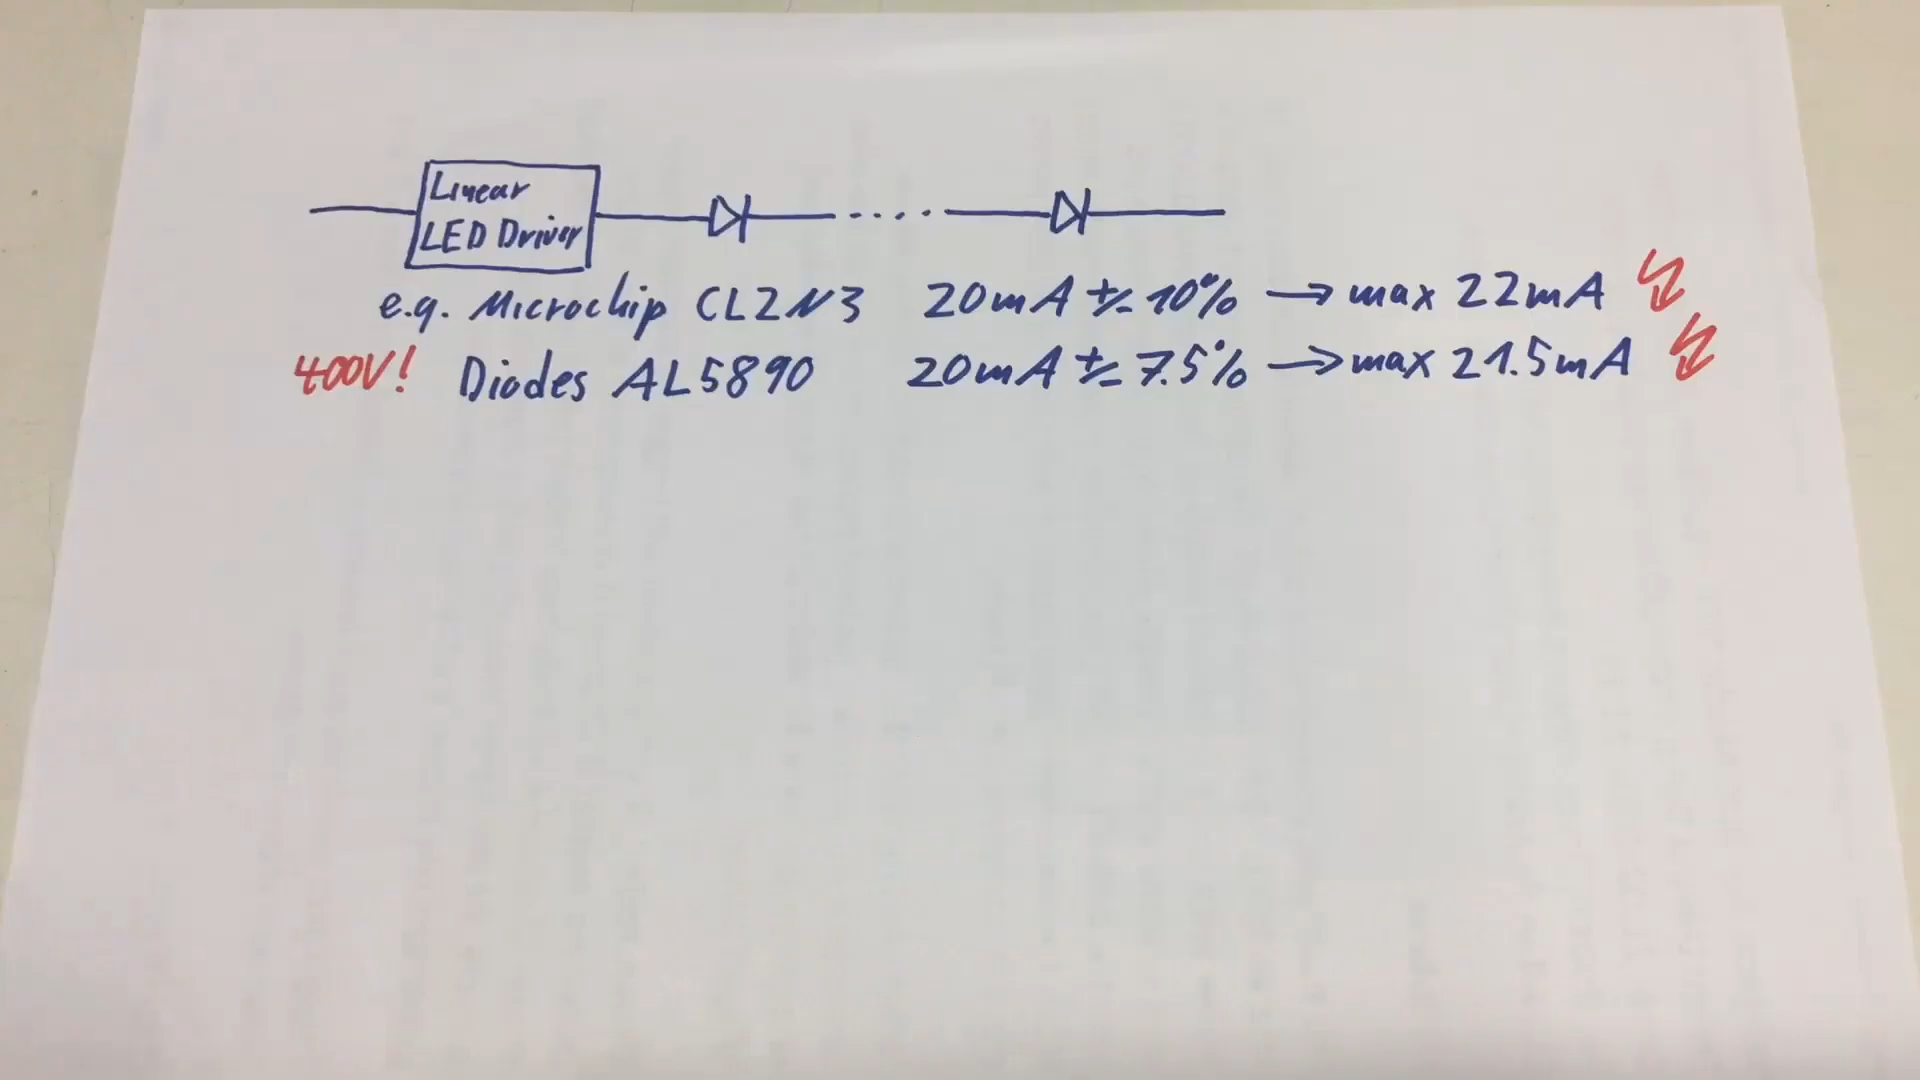 Linear
LED Driver
e.g. Microchip CL2N3 20mA ± 10% → max 22mA
400V! Diodes AL5890 20mA ± 7.5% → max 21.5mA